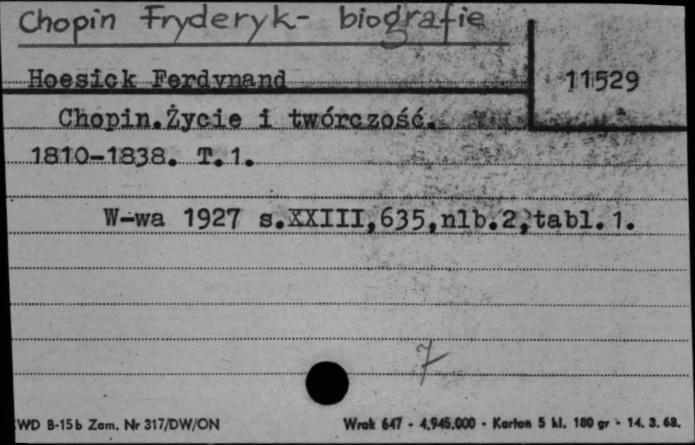 Chopin Fryderyk- biografie
Hoesick Ferdynand
11529
Chopin.Życie i twórczość.
1810-1838. T.1.
W-wa 1927 s.XXIII,635,nlb.2,tabl.1.
7
WD B-15b Zam. Nr 317/DW/ON
Wrak 647 - 4.945.000 - Karton 5 kl. 180 gr - 14. 3. 68.